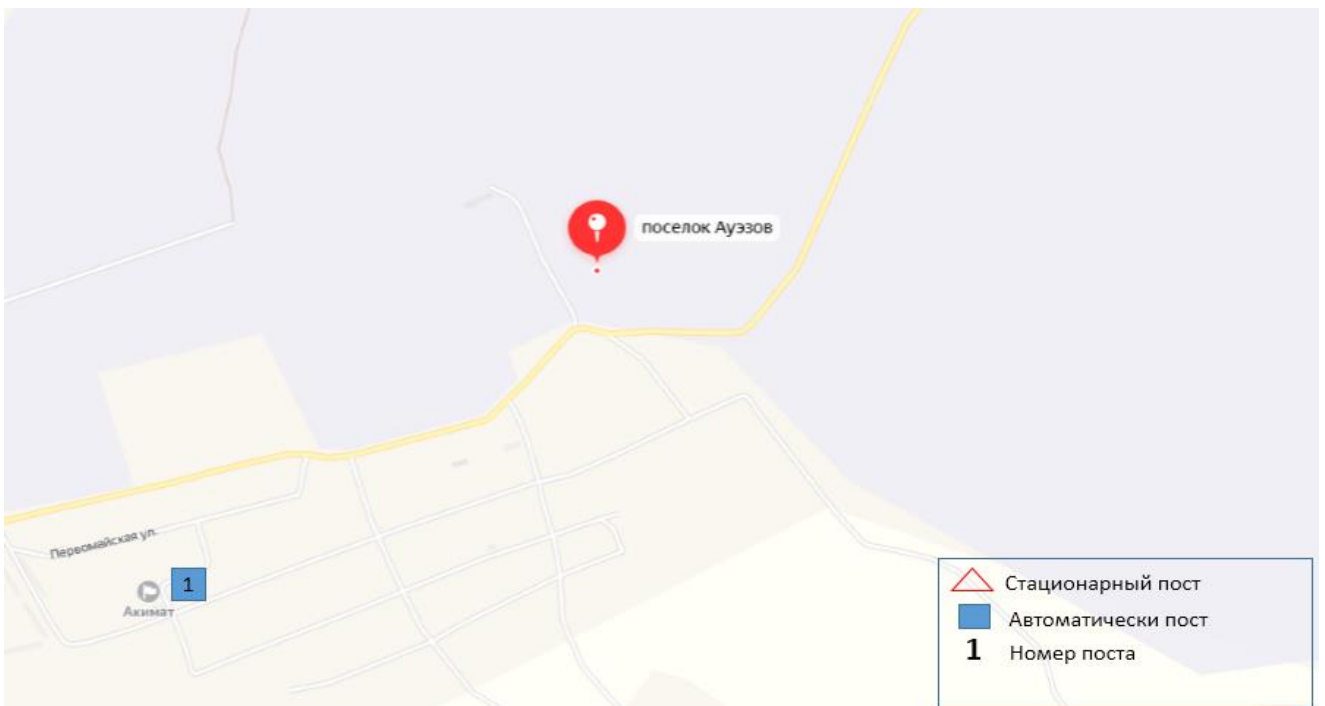 поселок Ауэзов
Первомайская ул.
1
Акимат
Стационарный пост
Автоматически пост
1 Номер поста